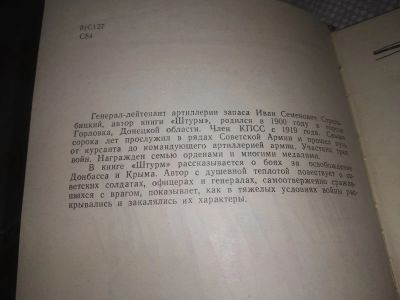 9(С)27
С84
Генерал-лейтенант артиллерии запаса Иван Семенович Стрель-
бицкий, автор книги «Штурм», родился в 1900 году в городе
Горловка, Донецкой области. Член КПСС с 1919 года. Свыше
сорока лет прослужил в рядах Советской Армии и прошел путь
от курсанта до командующего артиллерией армии. Участник трех
войн. Награжден семью орденами и многими медалями.
В книге «Штурм» рассказывается о боях за освобождение
Донбасса и Крыма. Автор с душевной теплотой повествует о со-
ветских солдатах, офицерах и генералах, самоотверженно сражав-
шихся с врагом, показывает, как в тяжелых условиях войны рас-
крывались и закалялись их характеры.